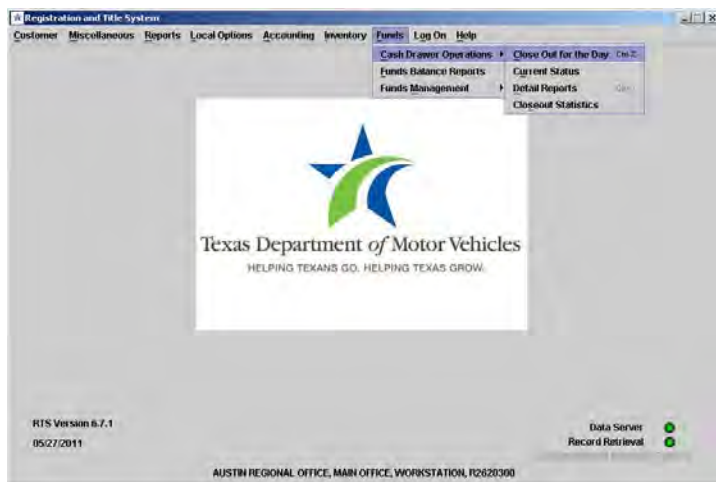 Registration and Title System
Customer Miscellaneous Reports Local Options Accounting Inventory Funds Log On Help
Cash Drawer Operations Close Out for the Day Ctrl-Z
Funds Balance Reports Current Status
Funds Management Detail Reports
Closeout Statistics
Texas Department of Motor Vehicles
HELPING TEXANS GO. HELPING TEXAS GROW.
RTS Version 6.7.1
05/27/2011
Data Server
Record Retrieval
AUSTIN REGIONAL OFFICE, MAIN OFFICE, WORKSTATION, R2620300